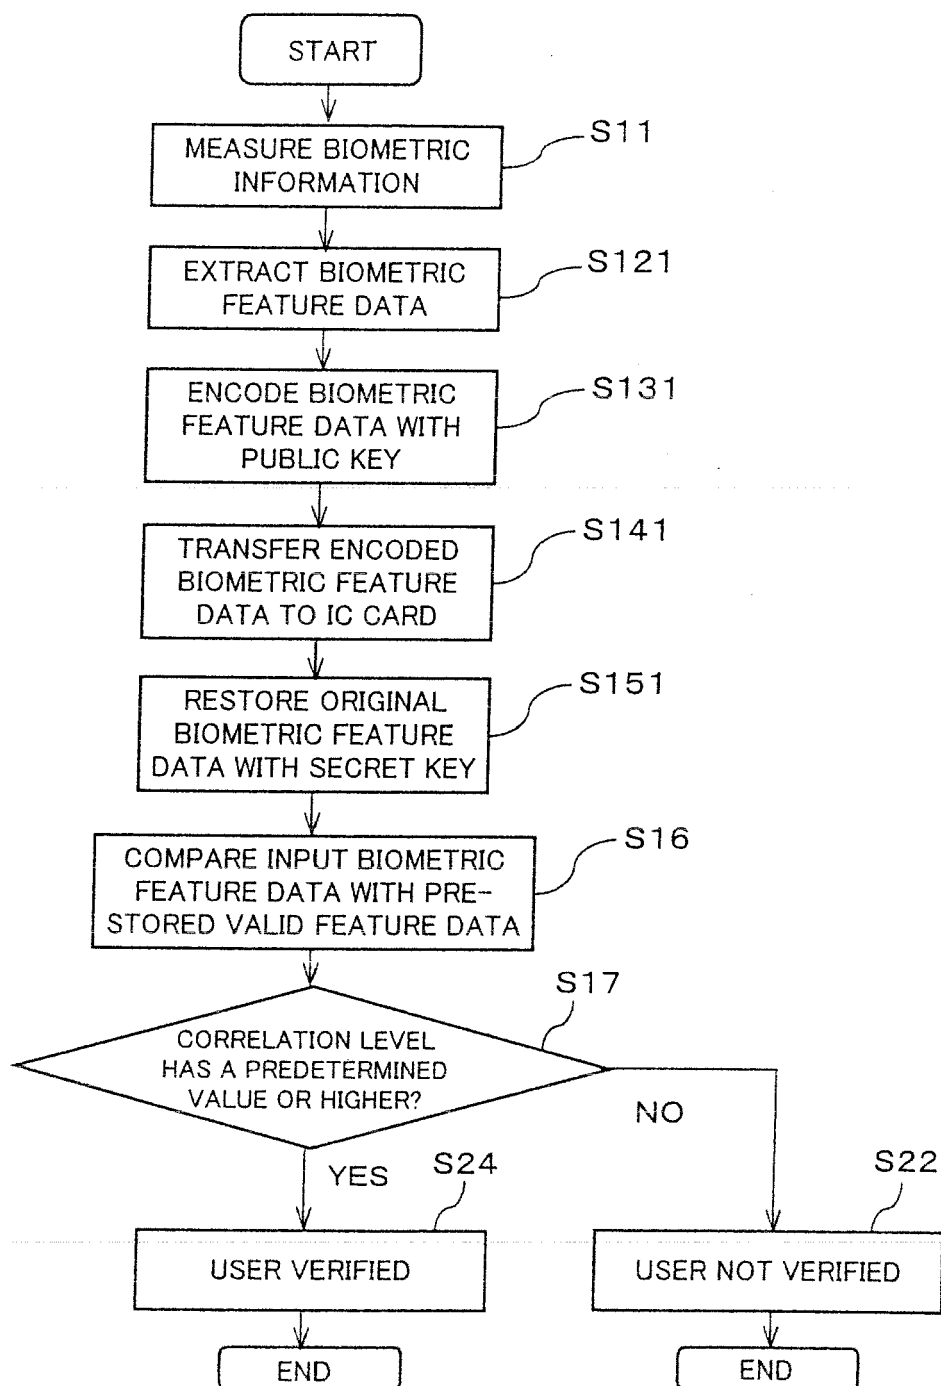 START
MEASURE BIOMETRIC
INFORMATION
S11
EXTRACT BIOMETRIC
FEATURE DATA
S121
ENCODE BIOMETRIC
FEATURE DATA WITH
PUBLIC KEY
S131
TRANSFER ENCODED
BIOMETRIC FEATURE
DATA TO IC CARD
S141
RESTORE ORIGINAL
BIOMETRIC FEATURE
DATA WITH SECRET KEY
S151
COMPARE INPUT BIOMETRIC
FEATURE DATA WITH PRE-
STORED VALID FEATURE DATA
S16
CORRELATION LEVEL
HAS A PREDETERMINED
VALUE OR HIGHER?
S17
NO
YES
S24
S22
USER VERIFIED
USER NOT VERIFIED
END
END